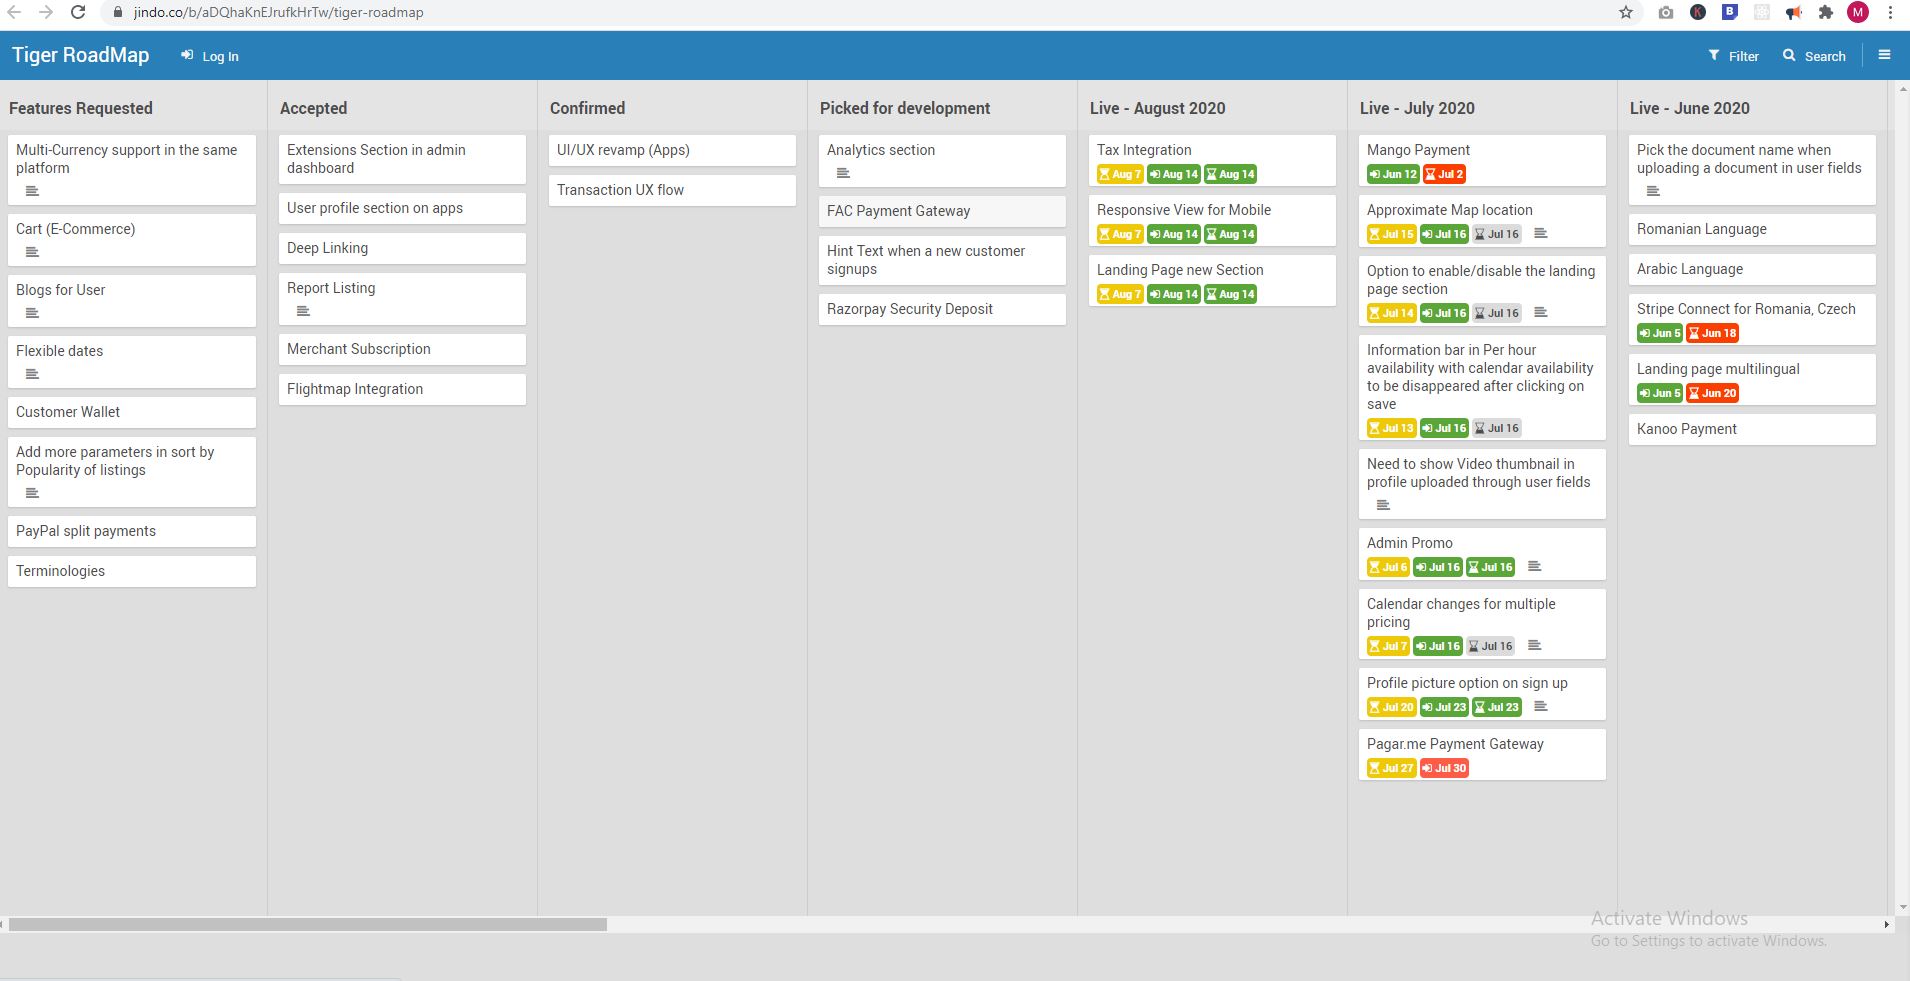 jindo.co/b/aDQhaKnEJrufkHrTw/tiger-roadmap
K
B
M
Tiger RoadMap
Log In
Filter
Search
Features Requested
Multi-Currency support in the same
platform
Cart (E-Commerce)
Blogs for User
Flexible dates
Customer Wallet
Add more parameters in sort by
Popularity of listings
PayPal split payments
Terminologies
Accepted
Extensions Section in admin
dashboard
User profile section on apps
Deep Linking
Report Listing
Merchant Subscription
Flightmap Integration
Confirmed
UI/UX revamp (Apps)
Transaction UX flow
Picked for development
Analytics section
FAC Payment Gateway
Hint Text when a new customer
signups
Razorpay Security Deposit
Live - August 2020
Tax Integration
Aug 7 Aug 14 Aug 14
Responsive View for Mobile
Aug 7 Aug 14 Aug 14
Landing Page new Section
Aug 7 Aug 14 Aug 14
Live - July 2020
Mango Payment
Jun 12 Jul 2
Approximate Map location
Jul 15 Jul 16 Jul 16
Option to enable/disable the landing
page section
Jul 14 Jul 16 Jul 16
Information bar in Per hour
availability with calendar availability
to be disappeared after clicking on
save
Jul 13 Jul 16 Jul 16
Need to show Video thumbnail in
profile uploaded through user fields
Admin Promo
Jul 6 Jul 16 Jul 16
Calendar changes for multiple
pricing
Jul 7 Jul 16 Jul 16
Profile picture option on sign up
Jul 20 Jul 23 Jul 23
Pagar.me Payment Gateway
Jul 27 Jul 30
Live - June 2020
Pick the document name when
uploading a document in user fields
Romanian Language
Arabic Language
Stripe Connect for Romania, Czech
Jun 5 Jun 18
Landing page multilingual
Jun 5 Jun 20
Kanoo Payment
Activate Windows
Go to Settings to activate Windows.